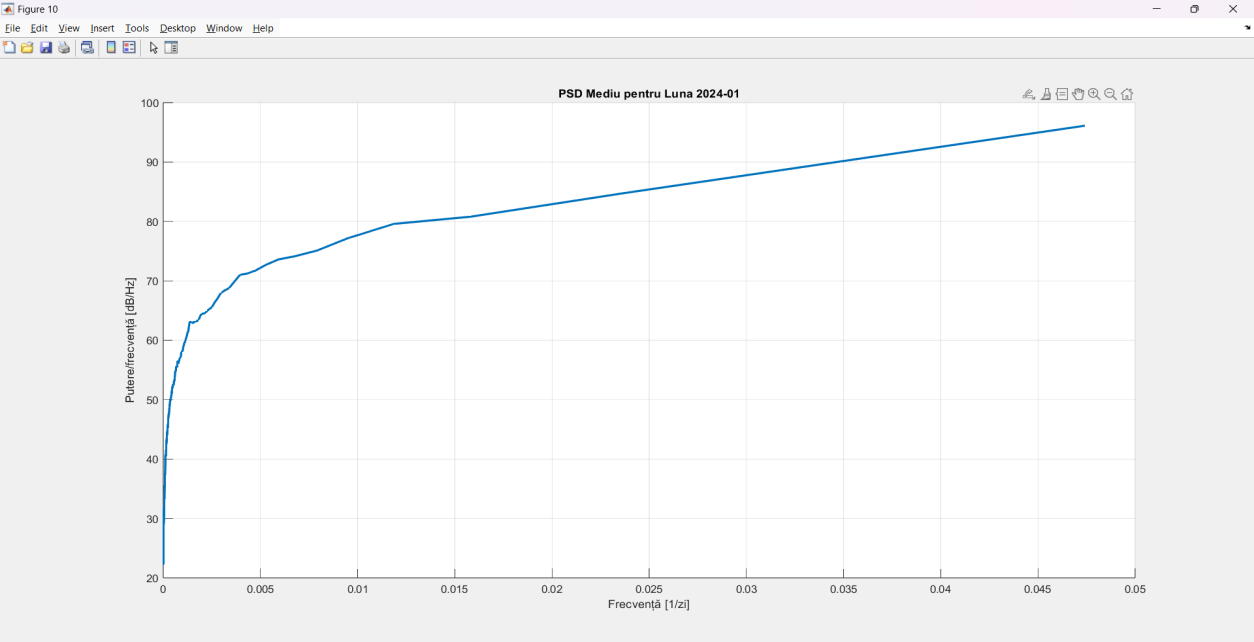 Figure 10
File Edit View Insert Tools Desktop Window Help
PSD Mediu pentru Luna 2024-01
100
90
80
70
60
50
40
30
20
Putere/frecvență [dB/Hz]
0 0.005 0.01 0.015 0.02 0.025 0.03 0.035 0.04 0.045 0.05
Frecvență [1/zi]